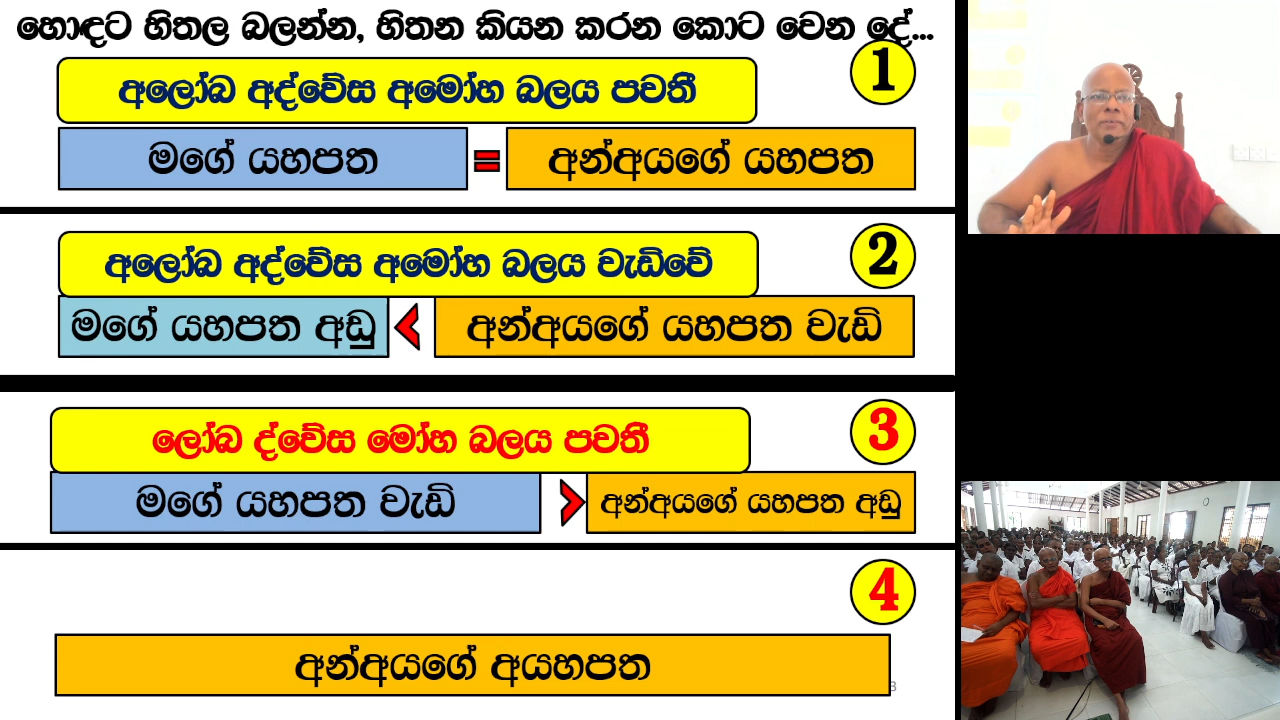 හොඳට හිතල බලන්න, හිතන කියන කරන කොට වෙන දේ...
1
අලෝබ අද්වේස අමෝහ බලය පවතී
මගේ යහපත = අන්අයගේ යහපත
2
අලෝබ අද්වේස අමෝහ බලය වැඩිවේ
මගේ යහපත අඩු < අන්අයගේ යහපත වැඩි
3
ලෝබ ද්වේස මෝහ බලය පවතී
මගේ යහපත වැඩි > අන්අයගේ යහපත අඩු
4
අන්අයගේ අයහපත